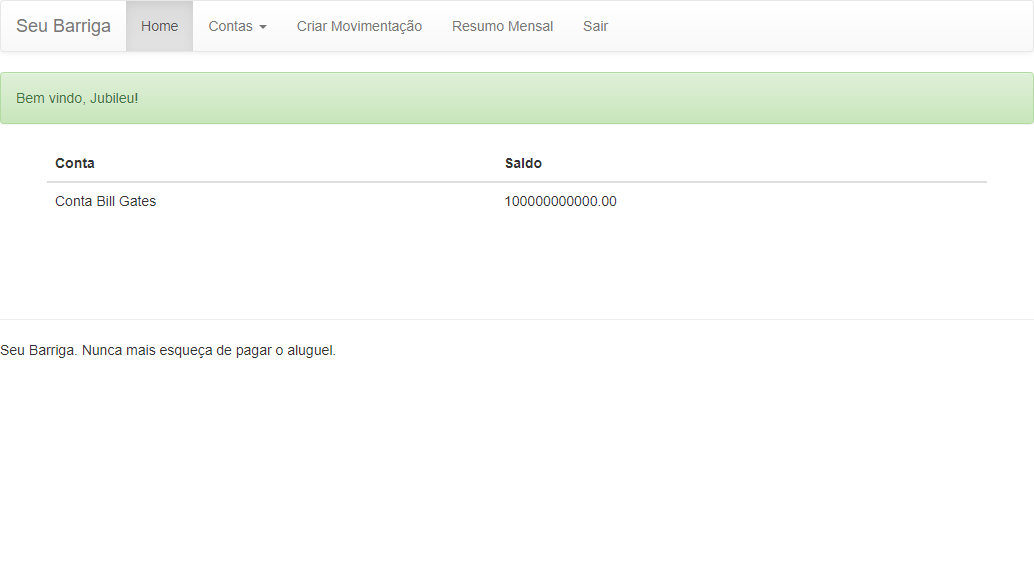 Seu Barriga Home Contas Criar Movimentação Resumo Mensal Sair
Bem vindo, Jubileu!
Conta Saldo
Conta Bill Gates 100000000000.00
Seu Barriga. Nunca mais esqueça de pagar o aluguel.